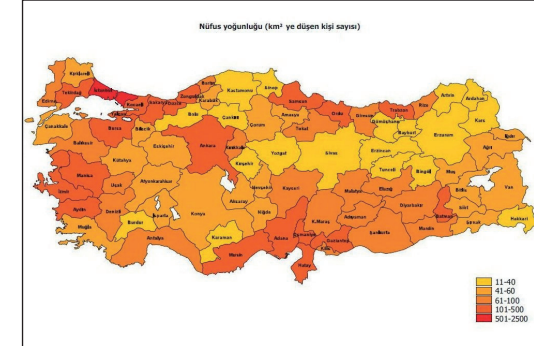 Nüfus yoğunluğu (km² ye düşen kişi sayısı)
Kırklareli
Edirne
Tekirdağ
İstanbul
Kocaeli
Yalova
Sakarya
Düzce
Zonguldak
Bartın
Karabük
Kastamonu
Sinop
Samsun
Ordu
Giresun
Trabzon
Rize
Artvin
Ardahan
Kars
Iğdır
Gümüşhane
Bayburt
Erzurum
Ağrı
Çanakkale
Balıkesir
Bursa
Bilecik
Bolu
Çankırı
Çorum
Amasya
Tokat
Eskişehir
Ankara
Kırıkkale
Yozgat
Sivas
Erzincan
Tunceli
Bingöl
Muş
Kütahya
Manisa
Uşak
Afyonkarahisar
Kırşehir
Nevşehir
Kayseri
Malatya
Elazığ
Bitlis
Van
İzmir
Aydın
Denizli
Burdur
Isparta
Konya
Aksaray
Niğde
K.Maraş
Adıyaman
Diyarbakır
Batman
Siirt
Şırnak
Hakkari
Muğla
Antalya
Karaman
Mersin
Adana
Osmaniye
Gaziantep
Kilis
Şanlıurfa
Mardin
Hatay
11-40
41-60
61-100
101-500
501-2500